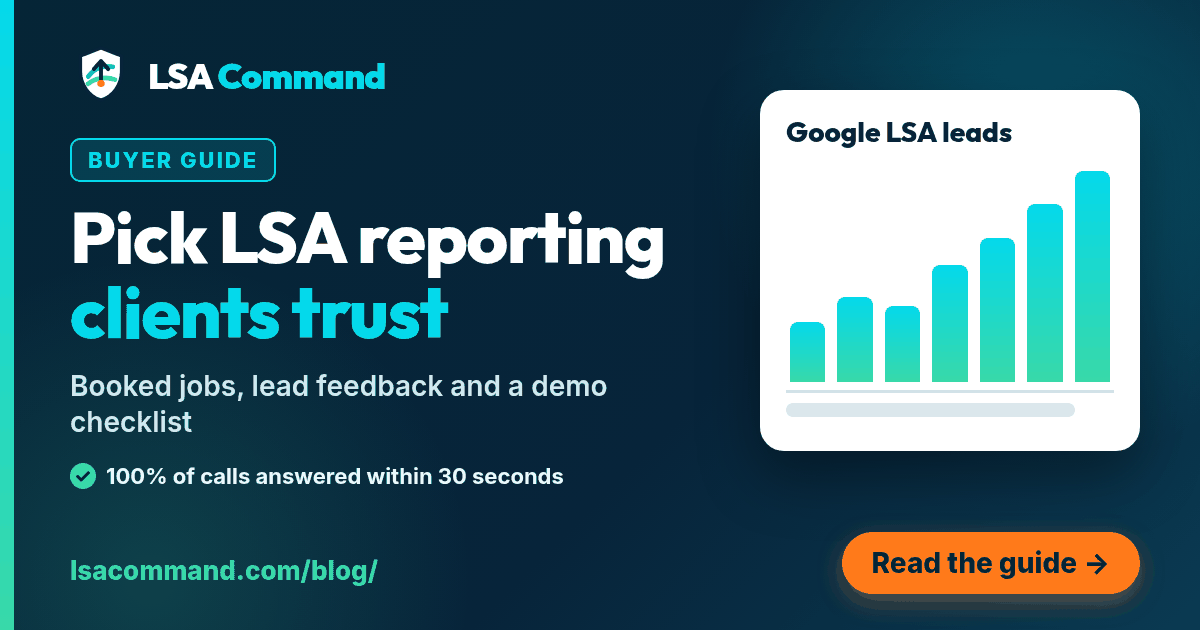 LSA Command
BUYER GUIDE
Pick LSA reporting
clients trust
Booked jobs, lead feedback and a demo
checklist
100% of calls answered within 30 seconds
lsacommand.com/blog/
Google LSA leads
Read the guide →